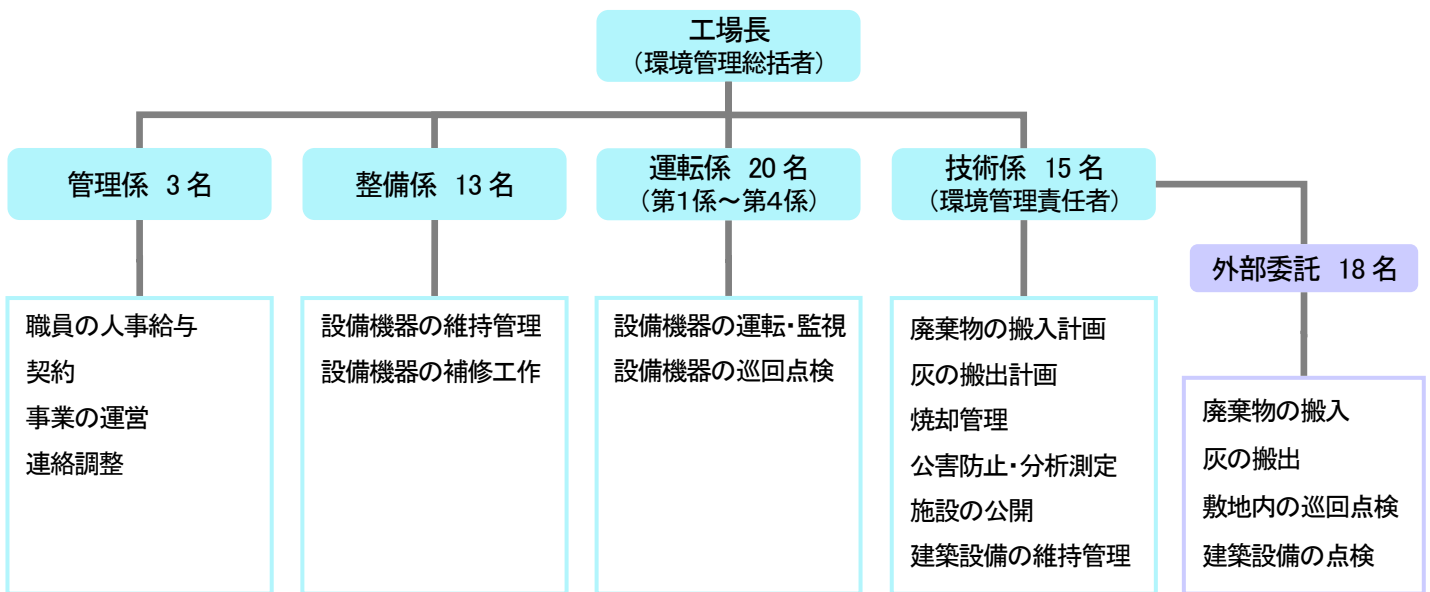 工場長
（環境管理総括者）
管理係 3名
整備係 13名
運転係 20名
（第1係～第4係）
技術係 15名
（環境管理責任者）
外部委託 18名
職員の人事給与
契約
事業の運営
連絡調整
設備機器の維持管理
設備機器の補修工作
設備機器の運転・監視
設備機器の巡回点検
廃棄物の搬入計画
灰の搬出計画
焼却管理
公害防止・分析測定
施設の公開
建築設備の維持管理
廃棄物の搬入
灰の搬出
敷地内の巡回点検
建築設備の点検